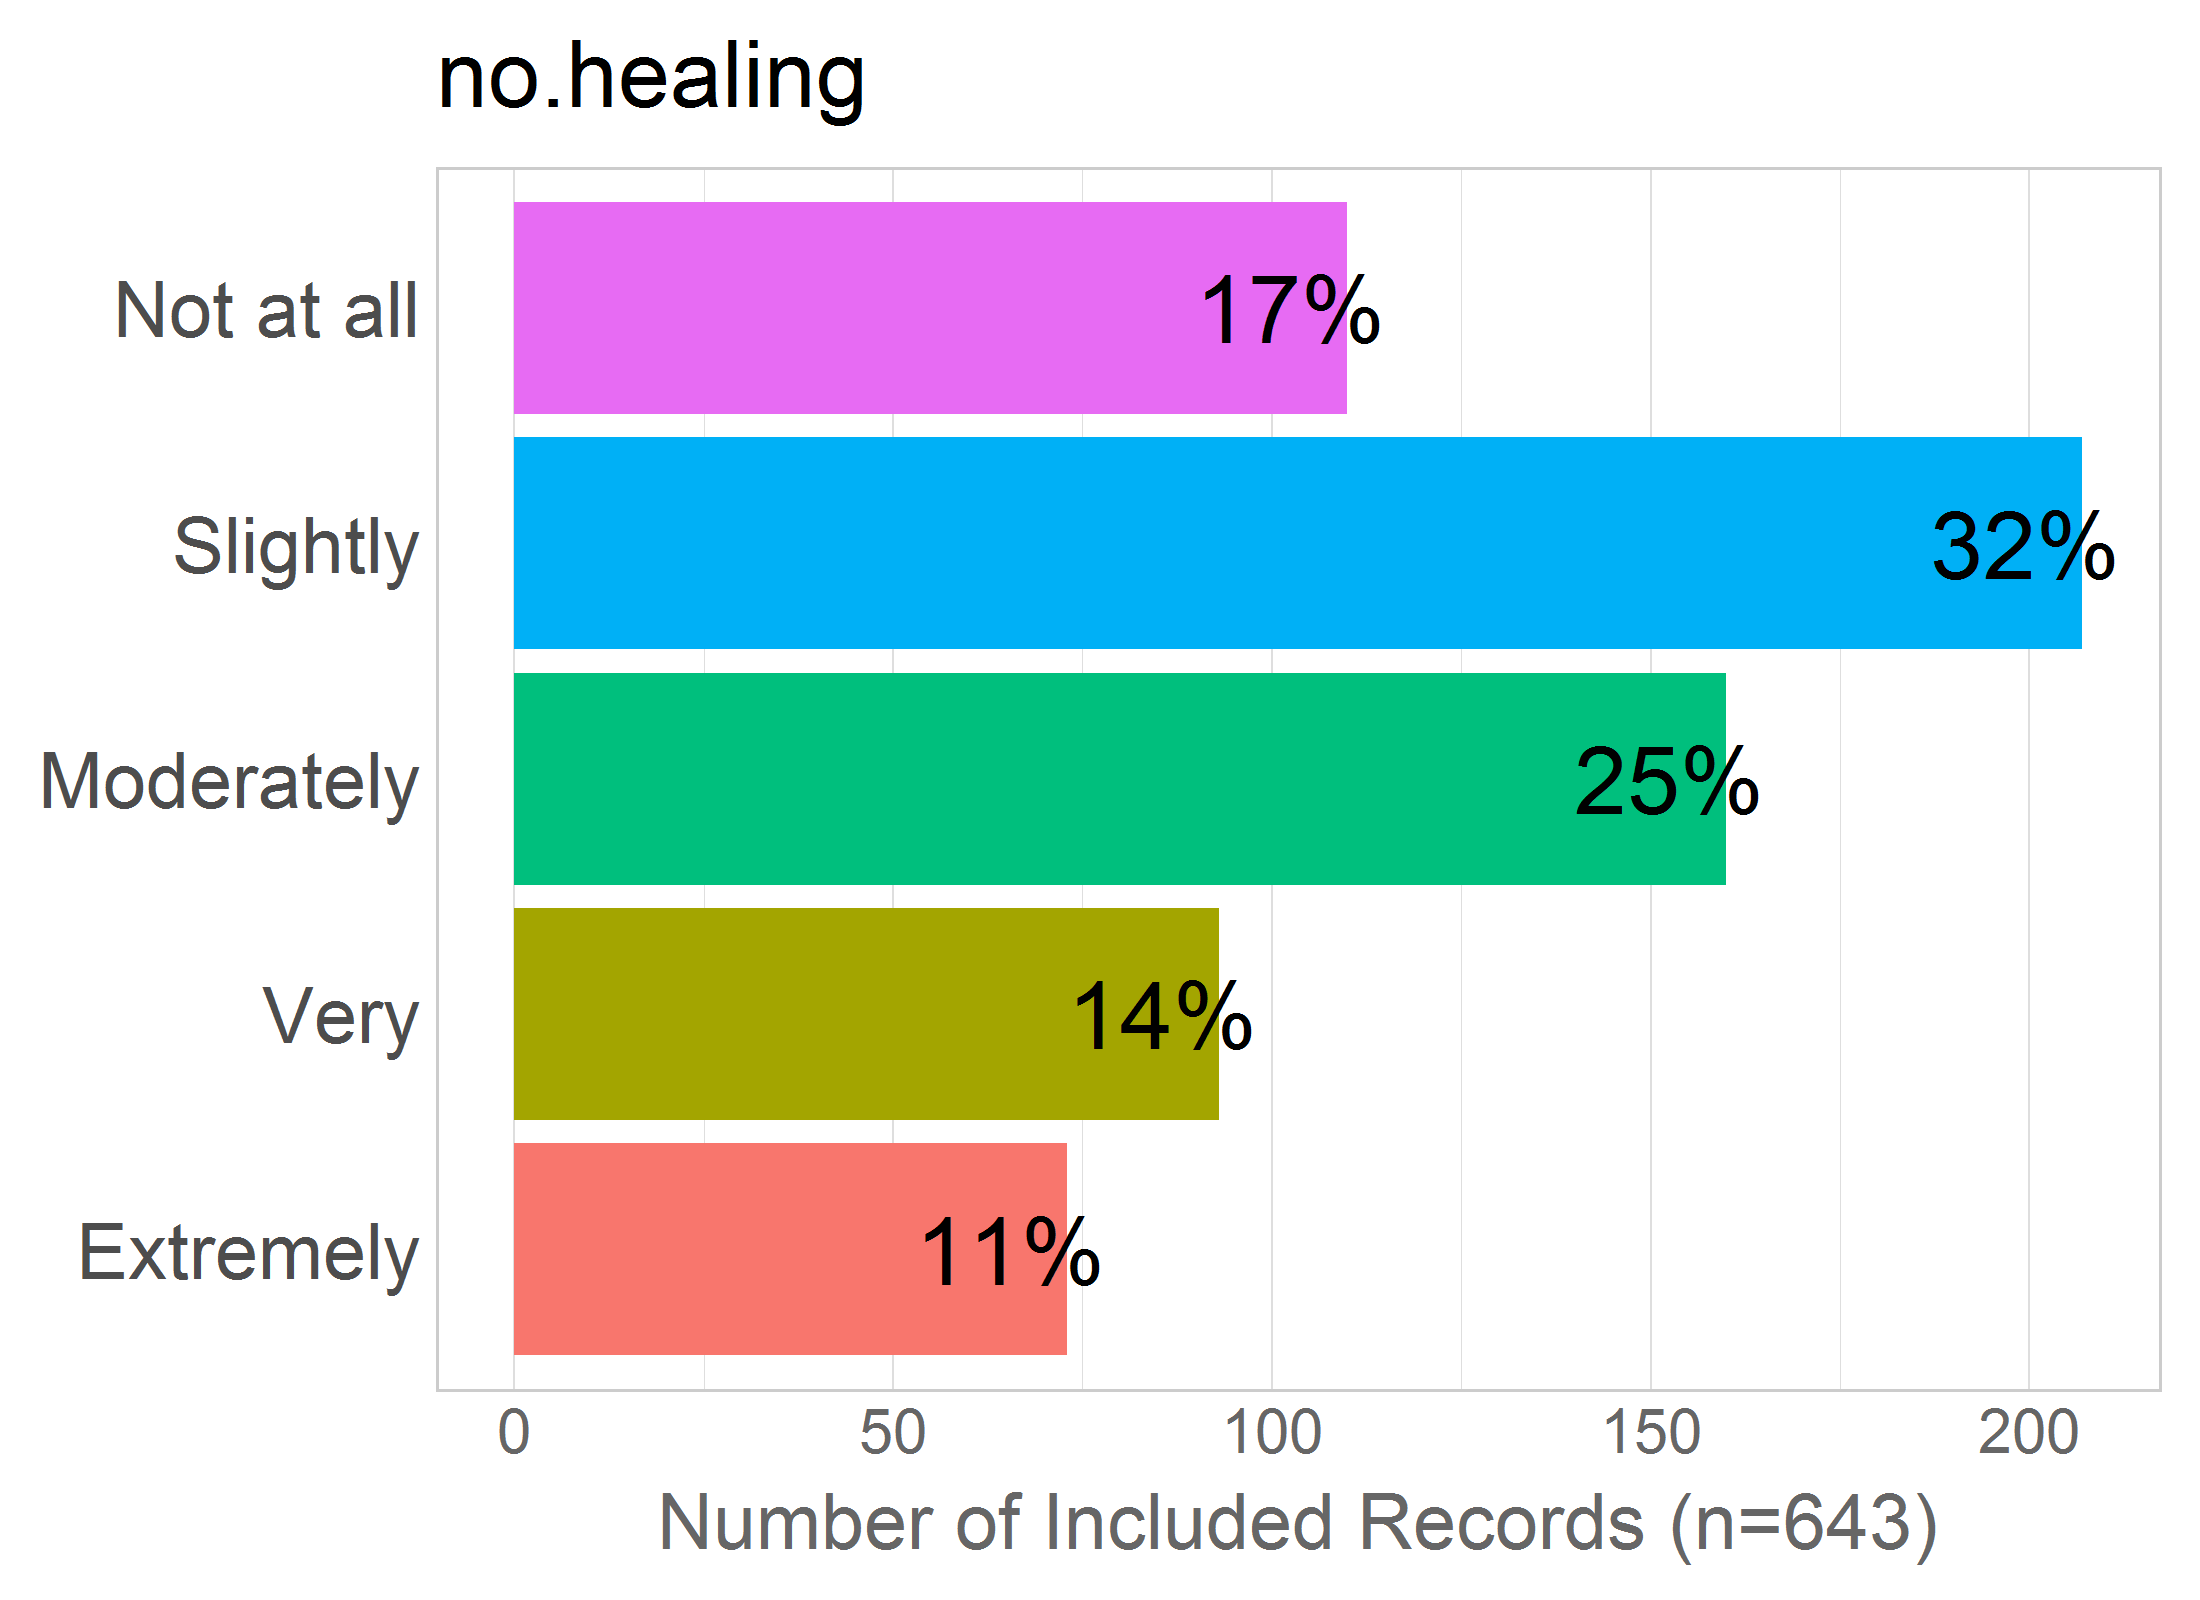 no.healing
Not at all
17%
Slightly
32%
Moderately
25%
Very
14%
Extremely
11%
0 50 100 150 200
Number of Included Records (n=643)